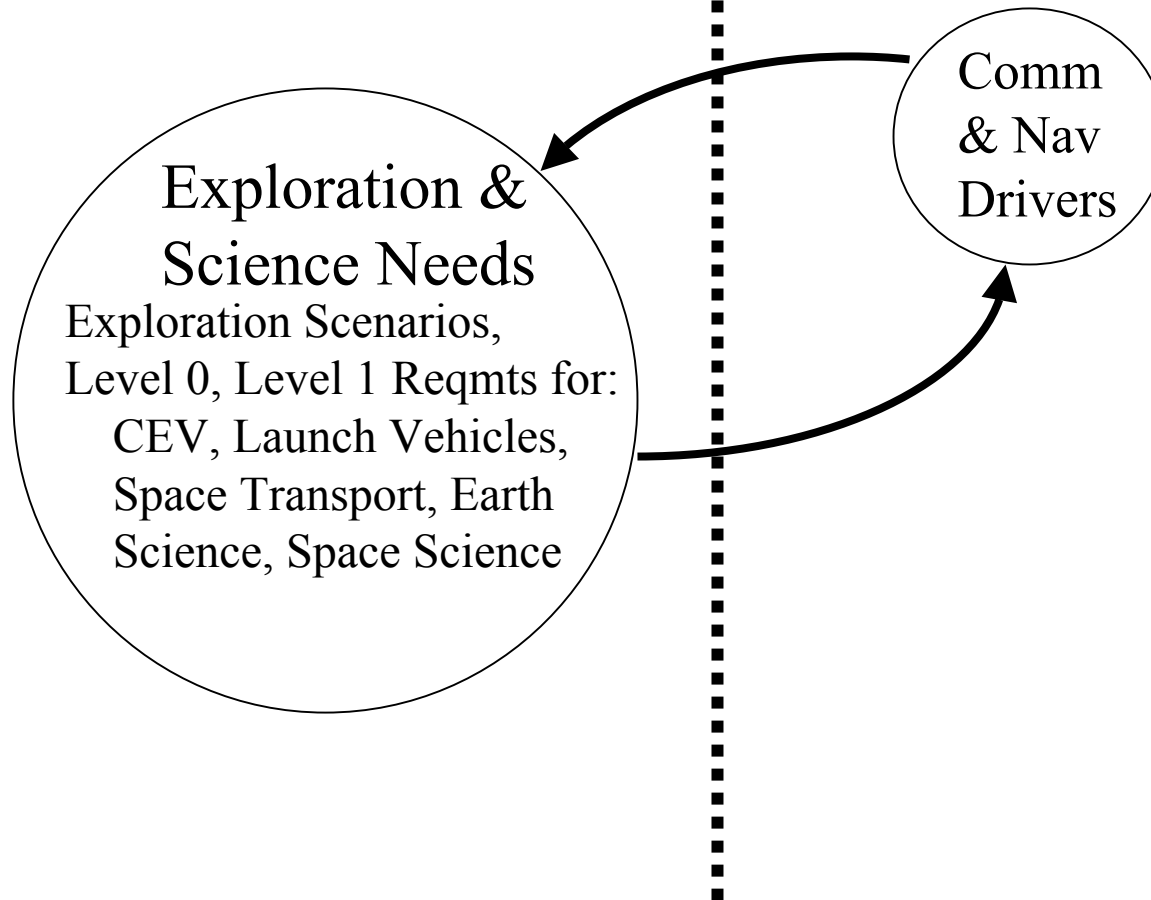 Exploration &
Science Needs
Exploration Scenarios,
Level 0, Level 1 Reqmts for:
CEV, Launch Vehicles,
Space Transport, Earth
Science, Space Science
Comm
& Nav
Drivers